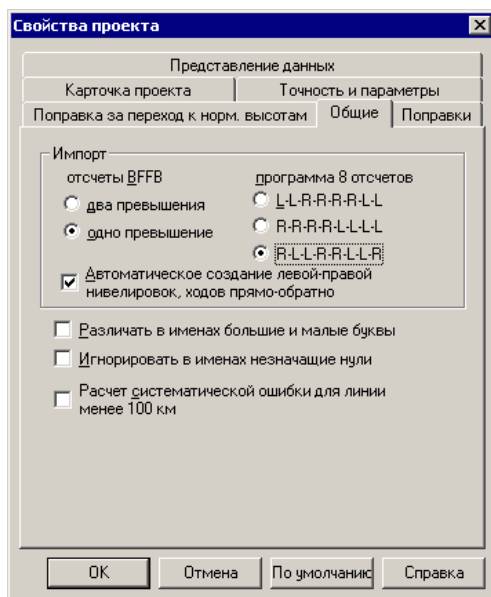 Свойства проекта
Представление данных
Карточка проекта
Точность и параметры
Поправка за переход к норм. высотам
Общие
Поправки
Импорт
отсчеты BFFB
программа 8 отсчетов
два превышения
L-L-R-R-R-R-L-L
одно превышение
R-R-R-R-L-L-L-L
R-L-L-R-R-L-L-R
Автоматическое создание левой-правой
нивелировок, ходов прямо-обратно
Различать в именах большие и малые буквы
Игнорировать в именах незначащие нули
Расчет систематической ошибки для линии
менее 100 км
OK
Отмена
По умолчанию
Справка